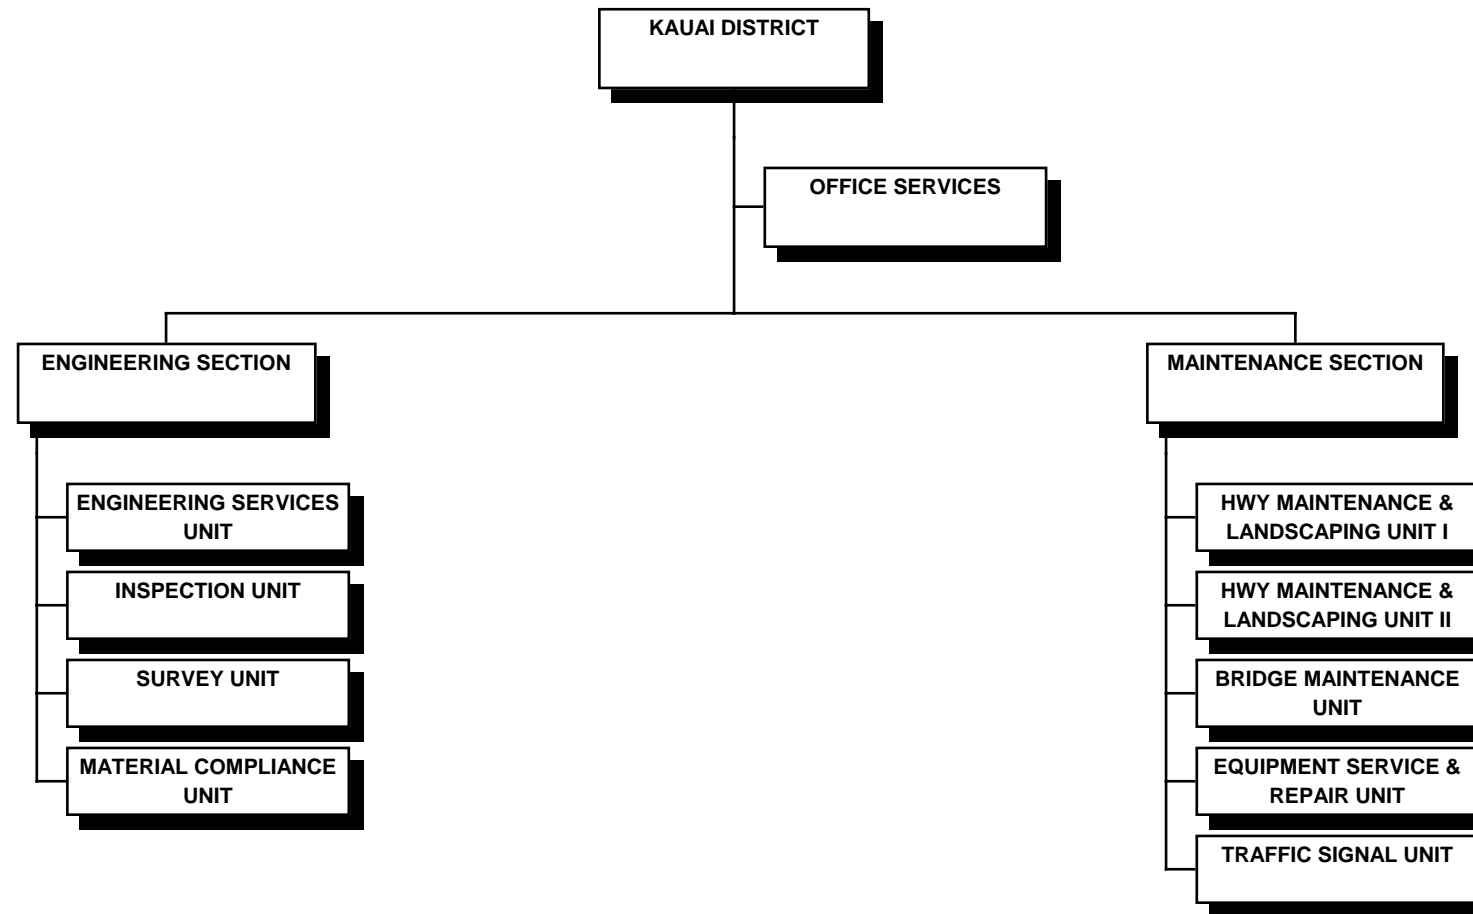 KAUAI DISTRICT
OFFICE SERVICES
ENGINEERING SECTION
MAINTENANCE SECTION
ENGINEERING SERVICES
UNIT
INSPECTION UNIT
SURVEY UNIT
MATERIAL COMPLIANCE
UNIT
HWY MAINTENANCE &
LANDSCAPING UNIT I
HWY MAINTENANCE &
LANDSCAPING UNIT II
BRIDGE MAINTENANCE
UNIT
EQUIPMENT SERVICE &
REPAIR UNIT
TRAFFIC SIGNAL UNIT